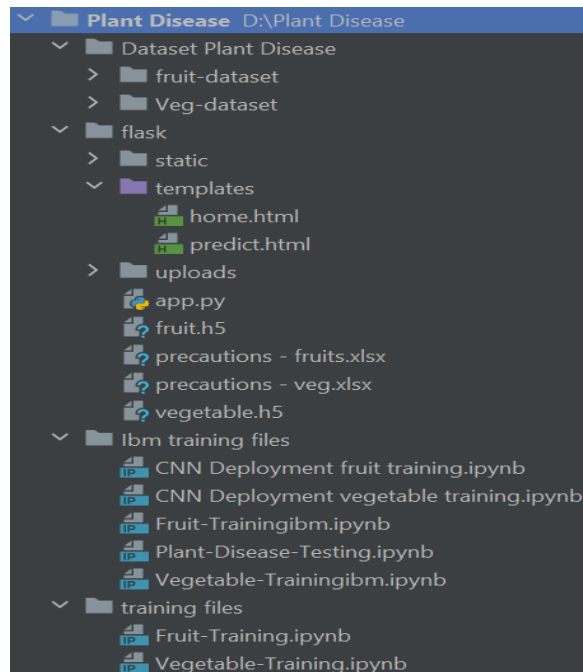 Plant Disease D:\Plant Disease
Dataset Plant Disease
fruit-dataset
Veg-dataset
flask
static
templates
home.html
predict.html
uploads
app.py
fruit.h5
precautions - fruits.xlsx
precautions - veg.xlsx
vegetable.h5
Ibm training files
CNN Deployment fruit training.ipynb
CNN Deployment vegetable training.ipynb
Fruit-Trainingibm.ipynb
Plant-Disease-Testing.ipynb
Vegetable-Trainingibm.ipynb
training files
Fruit-Training.ipynb
Vegetable-Training.ipynb